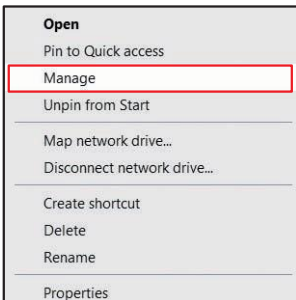 Open
Pin to Quick access
Manage
Unpin from Start
Map network drive...
Disconnect network drive...
Create shortcut
Delete
Rename
Properties